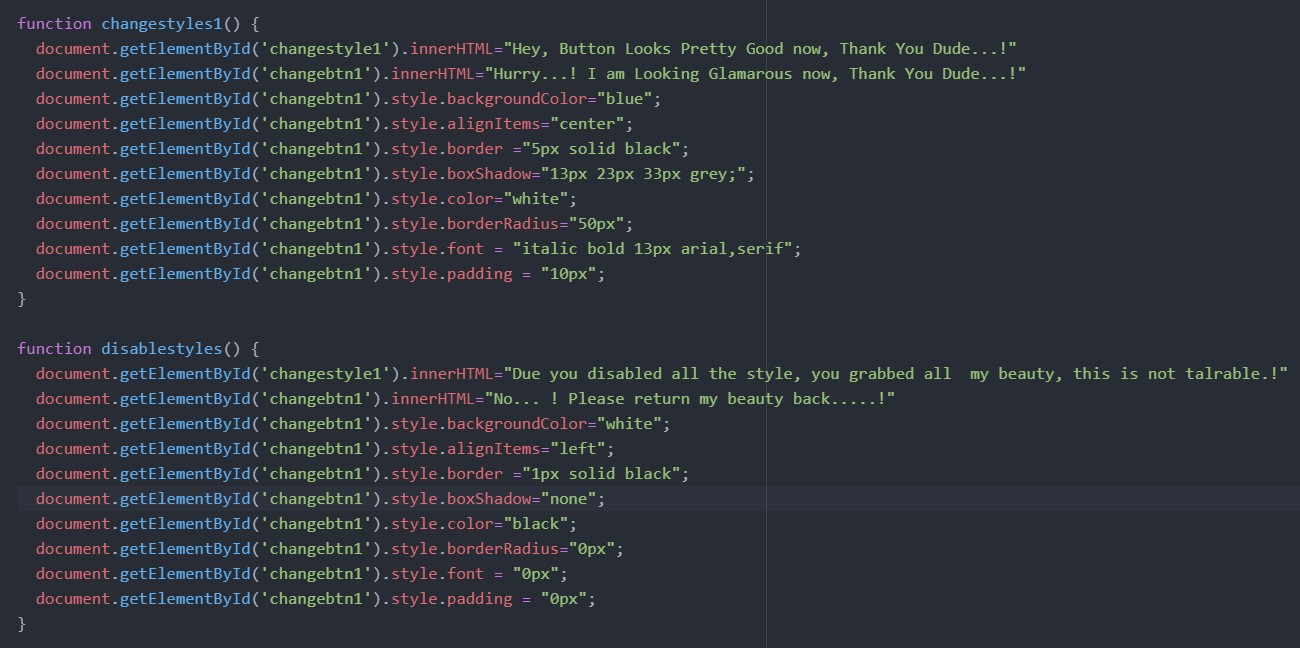 function changestyles1() {
  document.getElementById('changestyle1').innerHTML="Hey, Button Looks Pretty Good now, Thank You Dude...!"
  document.getElementById('changebtn1').innerHTML="Hurry...! I am Looking Glamarous now, Thank You Dude...!"
  document.getElementById('changebtn1').style.backgroundColor="blue";
  document.getElementById('changebtn1').style.alignItems="center";
  document.getElementById('changebtn1').style.border ="5px solid black";
  document.getElementById('changebtn1').style.boxShadow="13px 23px 33px grey;";
  document.getElementById('changebtn1').style.color="white";
  document.getElementById('changebtn1').style.borderRadius="50px";
  document.getElementById('changebtn1').style.font = "italic bold 13px arial,serif";
  document.getElementById('changebtn1').style.padding = "10px";
}

function disablestyles() {
  document.getElementById('changestyle1').innerHTML="Due you disabled all the style, you grabbed all  my beauty, this is not talrable.!"
  document.getElementById('changebtn1').innerHTML="No... ! Please return my beauty back.....!"
  document.getElementById('changebtn1').style.backgroundColor="white";
  document.getElementById('changebtn1').style.alignItems="left";
  document.getElementById('changebtn1').style.border ="1px solid black";
  document.getElementById('changebtn1').style.boxShadow="none";
  document.getElementById('changebtn1').style.color="black";
  document.getElementById('changebtn1').style.borderRadius="0px";
  document.getElementById('changebtn1').style.font = "0px";
  document.getElementById('changebtn1').style.padding = "0px";
}